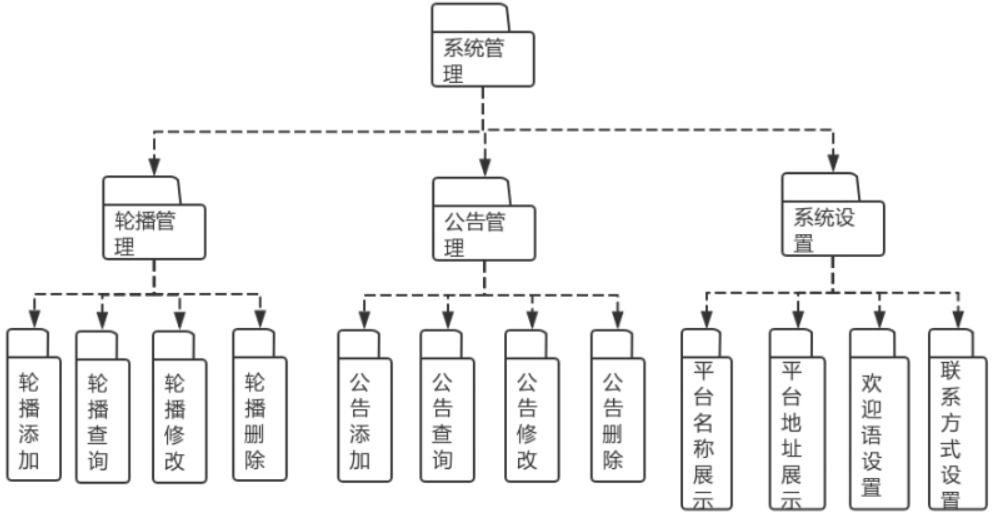 系统管
理
轮播管
理
公告管
理
系统设
置
轮播添加
轮播查询
轮播修改
轮播删除
公告添加
公告查询
公告修改
公告删除
平台名称展示
平台地址展示
欢迎语设置
联系方式设置